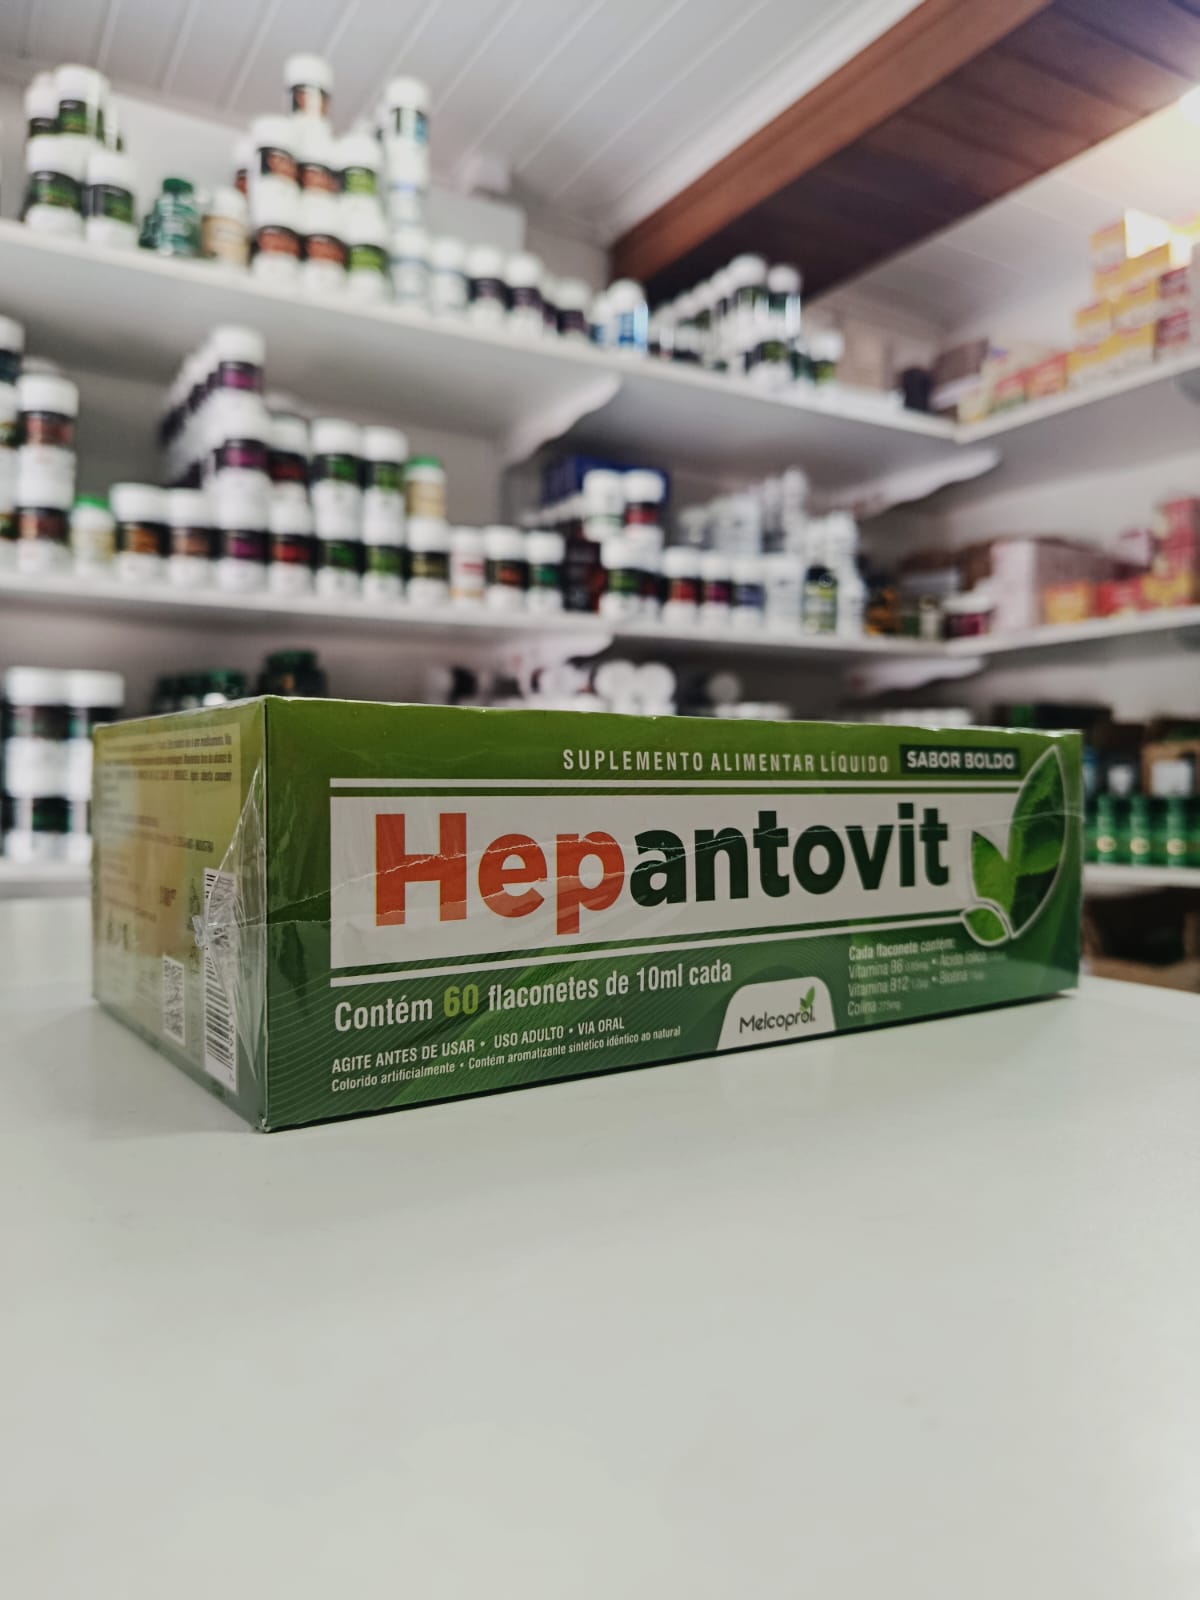 SUPLEMENTO ALIMENTAR LÍQUIDO SABOR BOLDO
Hepantovit
Contém 60 flaconetes de 10ml cada
AGITE ANTES DE USAR • USO ADULTO • VIA ORAL
Colorido artificialmente • Contém aromatizante sintético idêntico ao natural
Melcoprol
Cada flaconete contém:
Vitamina B6 • Ácido fólico
Vitamina B12 • Biotina
Colina